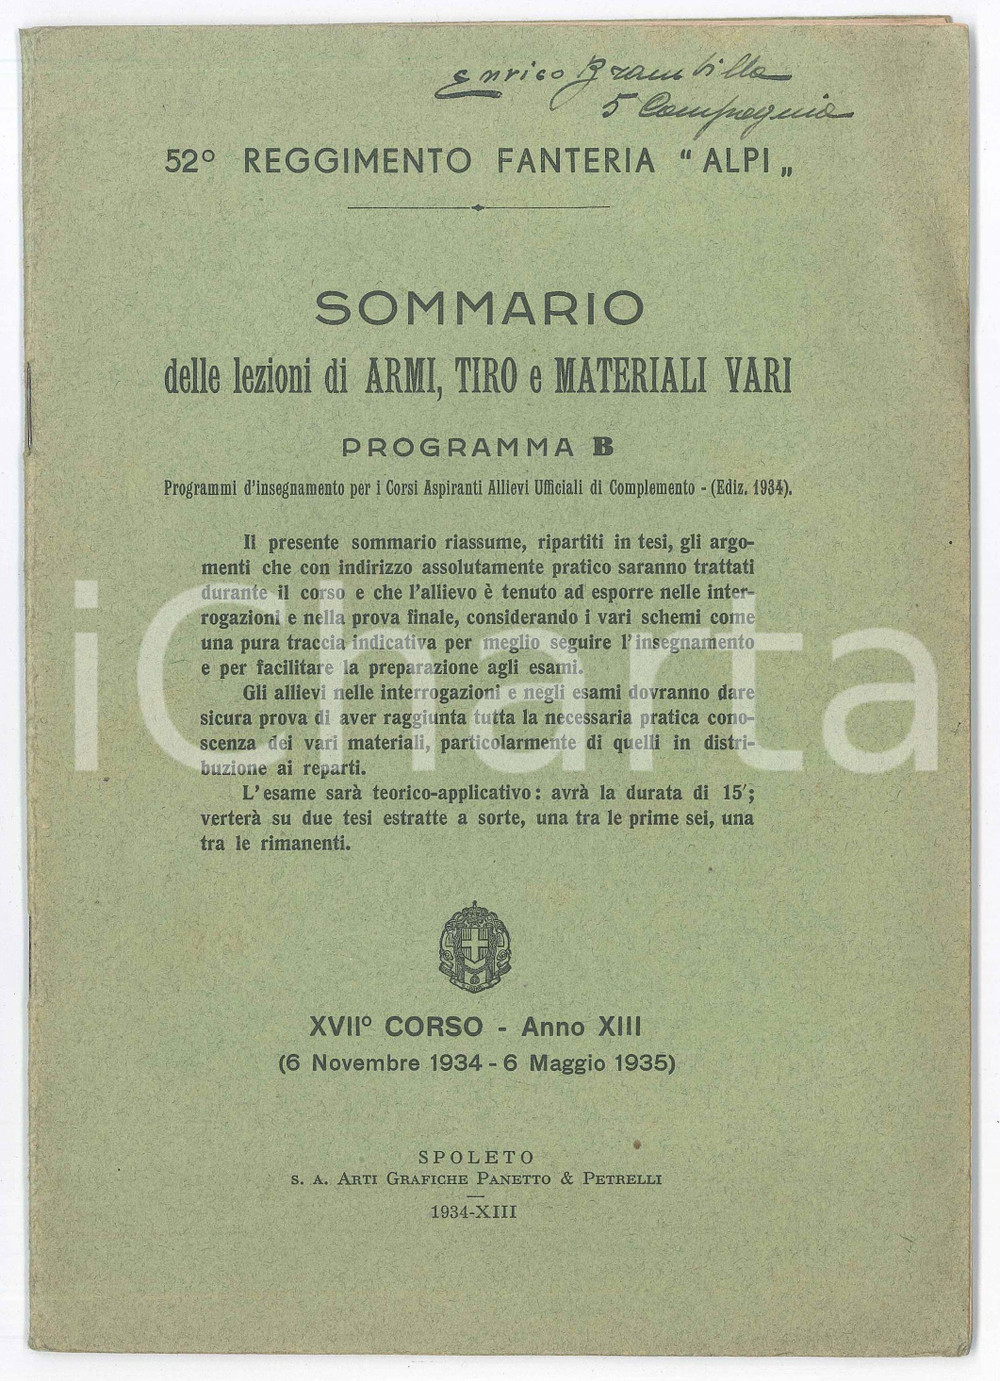 Enrico Brambilla
5 Compagnia
52° REGGIMENTO FANTERIA “ ALPI „
SOMMARIO
delle lezioni di ARMI, TIRO e MATERIALI VARI
PROGRAMMA B
Programmi d'insegnamento per i Corsi Aspiranti Allievi Ufficiali di Complemento - (Ediz. 1934).
Il presente sommario riassume, ripartiti in tesi, gli argo-
menti che con indirizzo assolutamente pratico saranno trattati
durante il corso e che l'allievo è tenuto ad esporre nelle inter-
rogazioni e nella prova finale, considerando i vari schemi come
una pura traccia indicativa per meglio seguire l'insegnamento
e per facilitare la preparazione agli esami.
Gli allievi nelle interrogazioni e negli esami dovranno dare
sicura prova di aver raggiunta tutta la necessaria pratica cono-
scenza dei vari materiali, particolarmente di quelli in distri-
buzione ai reparti.
L'esame sarà teorico-applicativo: avrà la durata di 15';
verterà su due tesi estratte a sorte, una tra le prime sei, una
tra le rimanenti.
XVII° CORSO - Anno XIII
(6 Novembre 1934 - 6 Maggio 1935)
SPOLETO
S. A. ARTI GRAFICHE PANETTO & PETRELLI
1934-XIII
iCharta